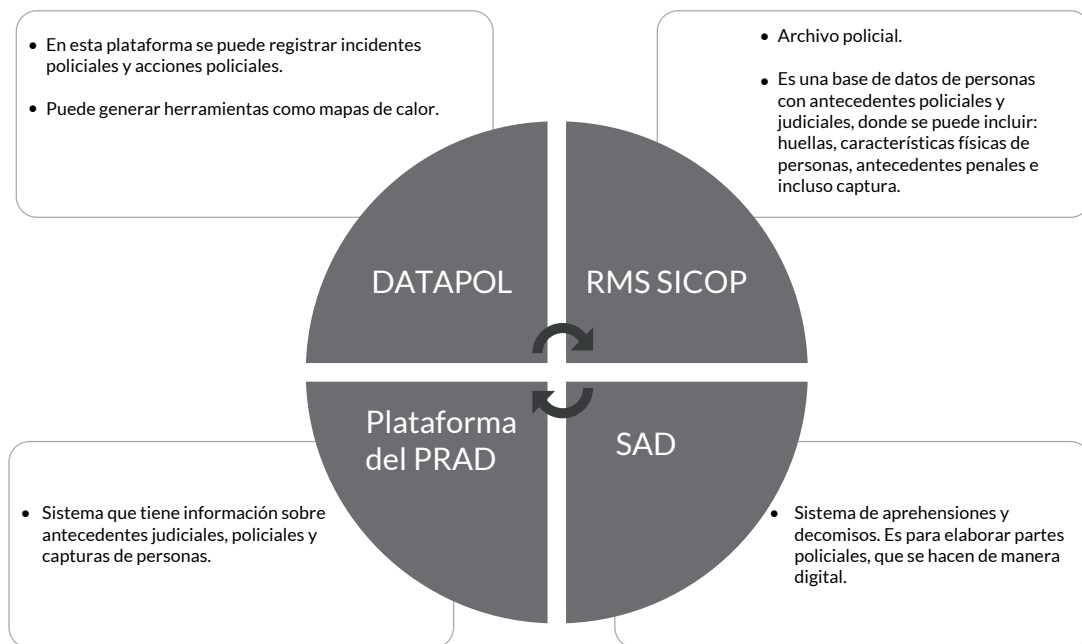 • En esta plataforma se puede registrar incidentes
policiales y acciones policiales.
• Puede generar herramientas como mapas de calor.
• Archivo policial.
• Es una base de datos de personas
con antecedentes policiales y
judiciales, donde se puede incluir:
huellas, características físicas de
personas, antecedentes penales e
incluso captura.
DATAPOL
RMS SICOP
Plataforma
del PRAD
SAD
• Sistema que tiene información sobre
antecedentes judiciales, policiales y
capturas de personas.
• Sistema de aprehensiones y
decomisos. Es para elaborar partes
policiales, que se hacen de manera
digital.